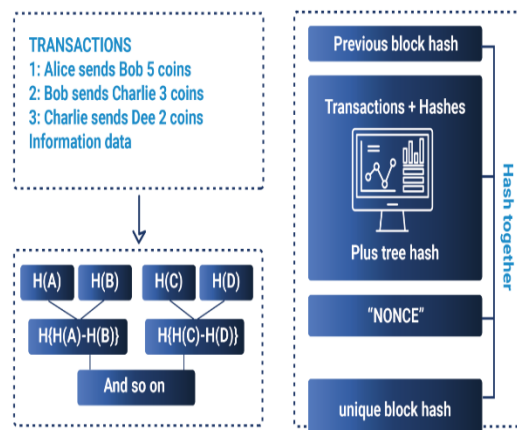 TRANSACTIONS
1: Alice sends Bob 5 coins
2: Bob sends Charlie 3 coins
3: Charlie sends Dee 2 coins
Information data
H(A)
H(B)
H(C)
H(D)
H{H(A)-H(B)}
H{H(C)-H(D)}
And so on
Previous block hash
Transactions + Hashes
Plus tree hash
"NONCE"
unique block hash
Hash together